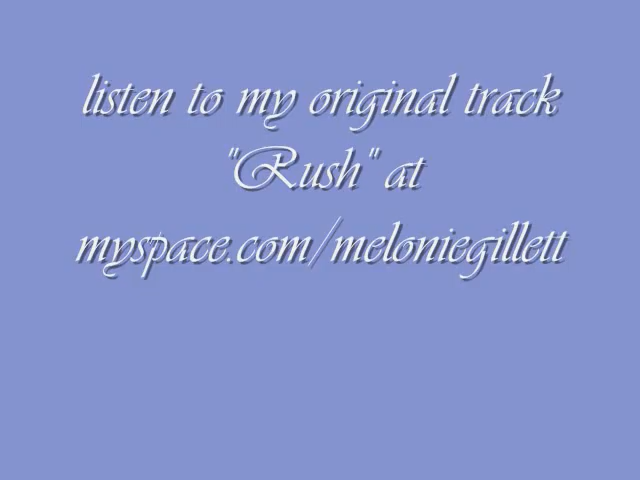 listen to my original track
"Rush" at
myspace.com/meloniegillett